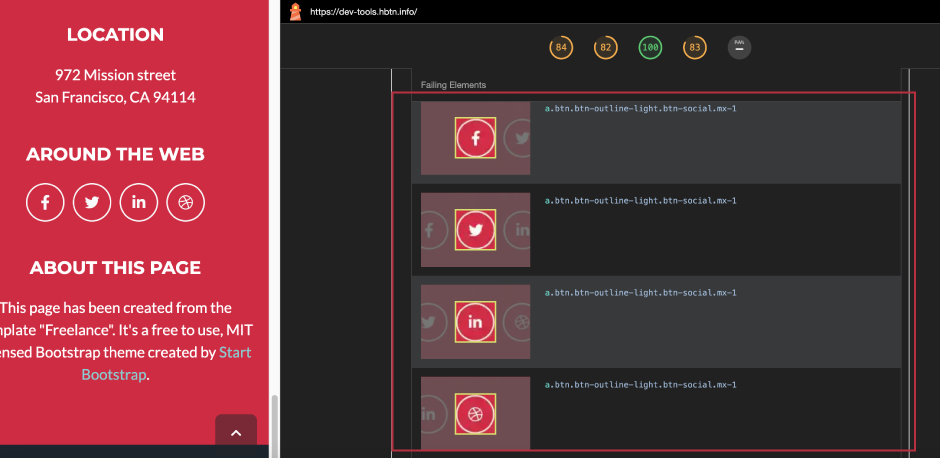 LOCATION
972 Mission street
San Francisco, CA 94114
AROUND THE WEB
f
in
ABOUT THIS PAGE
This page has been created from the
mplate "Freelance". It's a free to use, MIT
ensed Bootstrap theme created by Start
Bootstrap.
https://dev-tools.hbtn.info/
84 82 100 83 PWA
Failing Elements
f
a.btn.btn-outline-light.btn-social.mx-1
f in
a.btn.btn-outline-light.btn-social.mx-1
in
a.btn.btn-outline-light.btn-social.mx-1
in
a.btn.btn-outline-light.btn-social.mx-1